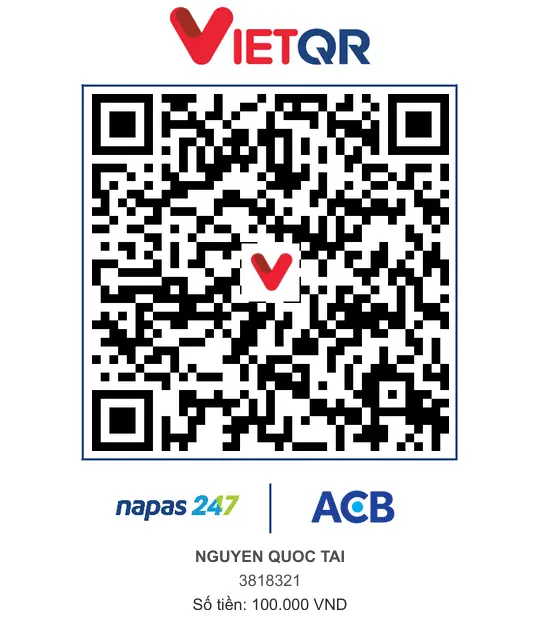 VIETQR
napas 247
ACB
NGUYEN QUOC TAI
3818321
Số tiền: 100.000 VND